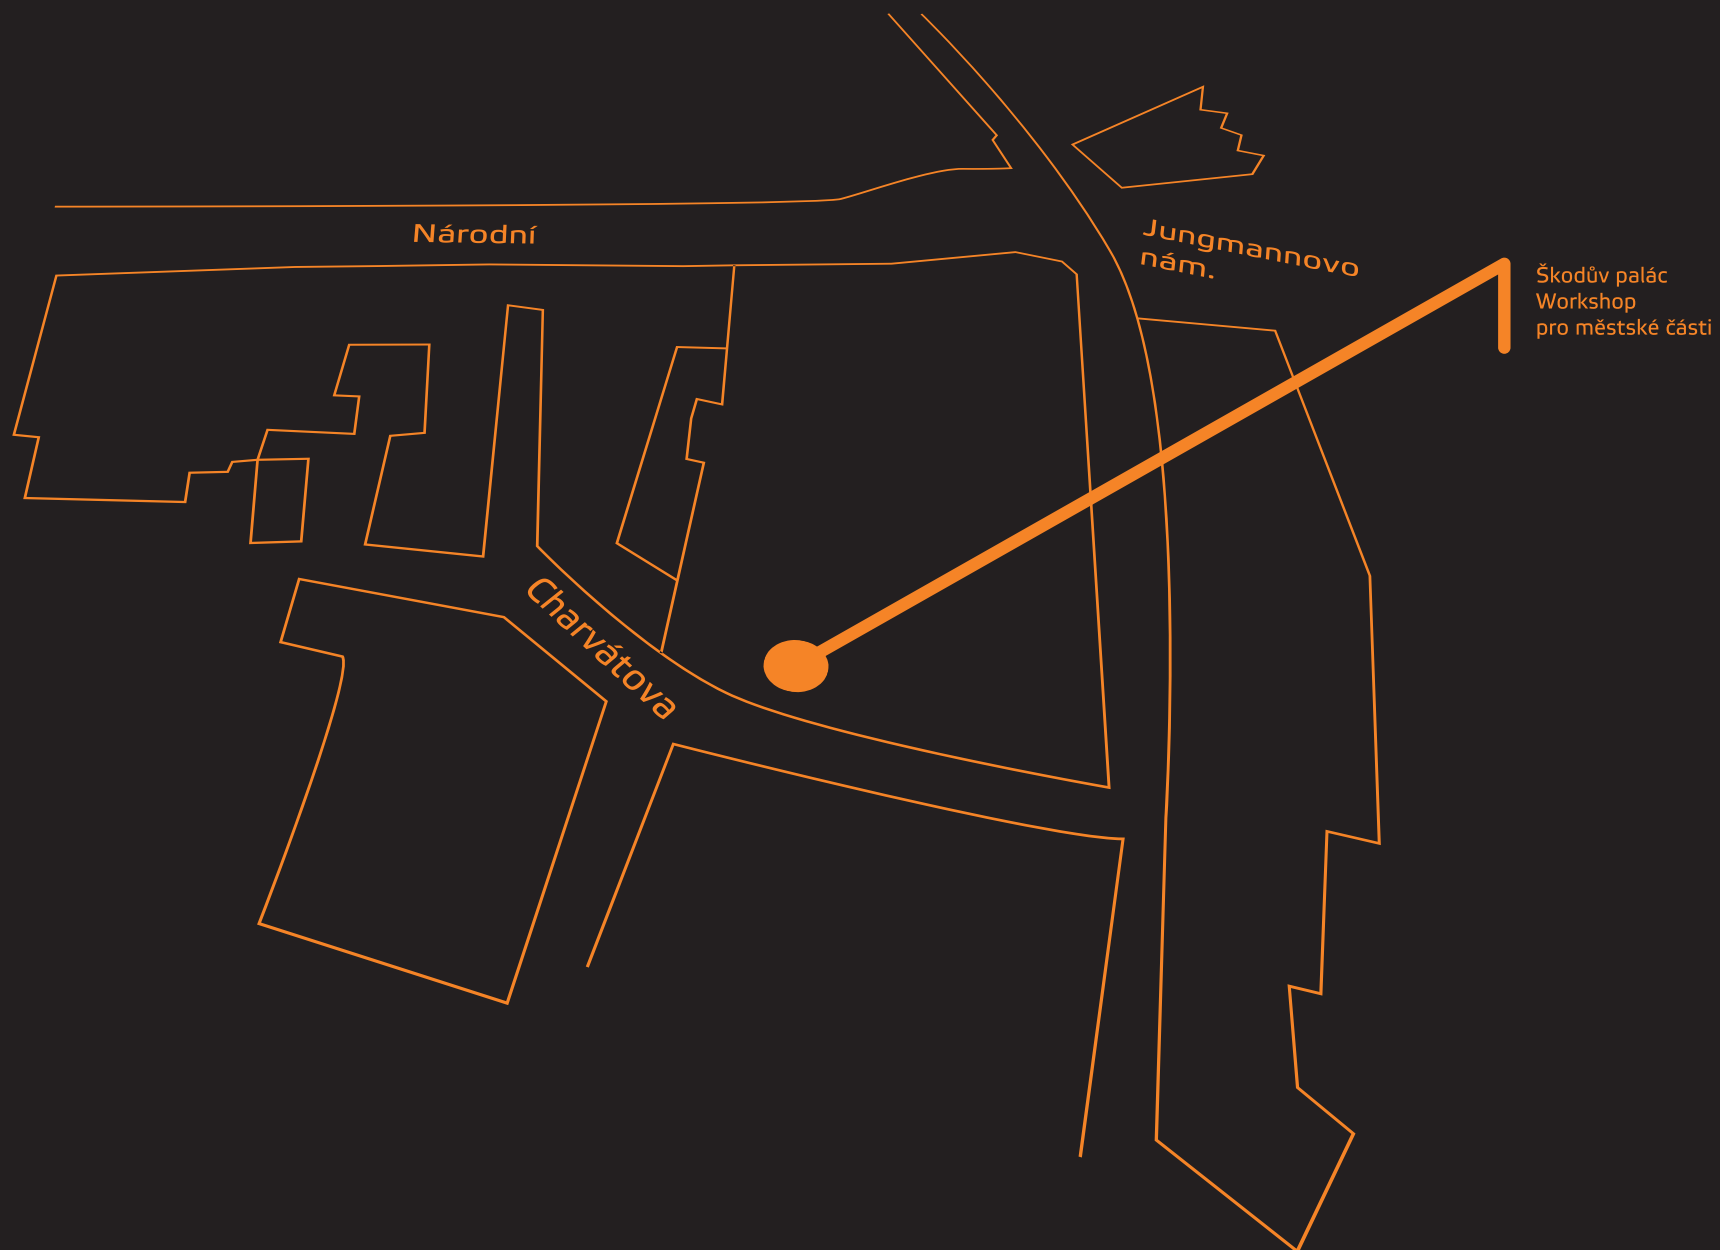 Národní
Jungmannovo
nám.
Škodův palác
Workshop
pro městské části
Charvátova